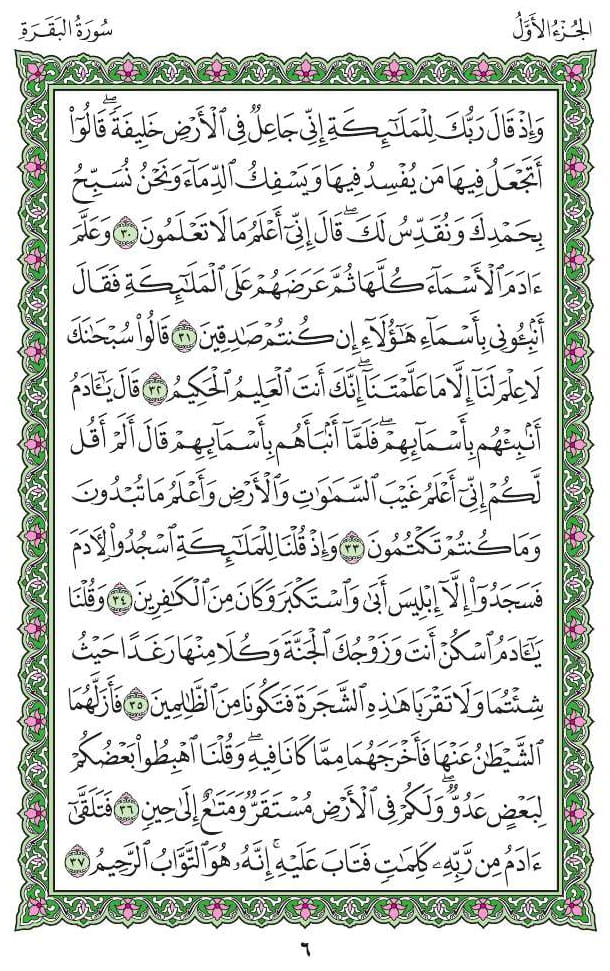 الجُزْءُ الأَوَّلُ
سُورَةُ البَقَرَةِ
وَإِذْ قَالَ رَبُّكَ لِلْمَلَٰٓئِكَةِ إِنِّي جَاعِلٌ فِي ٱلْأَرْضِ خَلِيفَةً ۖ قَالُوٓا۟
أَتَجْعَلُ فِيهَا مَن يُفْسِدُ فِيهَا وَيَسْفِكُ ٱلدِّمَآءَ وَنَحْنُ نُسَبِّحُ
بِحَمْدِكَ وَنُقَدِّسُ لَكَ ۖ قَالَ إِنِّيٓ أَعْلَمُ مَا لَا تَعْلَمُونَ ٣٠ وَعَلَّمَ
ءَادَمَ ٱلْأَسْمَآءَ كُلَّهَا ثُمَّ عَرَضَهُمْ عَلَى ٱلْمَلَٰٓئِكَةِ فَقَالَ
أَنۢبِـُٔونِي بِأَسْمَآءِ هَٰٓؤُلَآءِ إِن كُنتُمْ صَٰدِقِينَ ٣١ قَالُوا۟ سُبْحَٰنَكَ
لَا عِلْمَ لَنَآ إِلَّا مَا عَلَّمْتَنَآ ۖ إِنَّكَ أَنتَ ٱلْعَلِيمُ ٱلْحَكِيمُ ٣٢ قَالَ يَٰٓـَٔادَمُ
أَنۢبِئْهُم بِأَسْمَآئِهِمْ ۖ فَلَمَّآ أَنۢبَأَهُم بِأَسْمَآئِهِمْ قَالَ أَلَمْ أَقُل
لَّكُمْ إِنِّيٓ أَعْلَمُ غَيْبَ ٱلسَّمَٰوَٰتِ وَٱلْأَرْضِ وَأَعْلَمُ مَا تُبْدُونَ
وَمَا كُنتُمْ تَكْتُمُونَ ٣٣ وَإِذْ قُلْنَا لِلْمَلَٰٓئِكَةِ ٱسْجُدُوا۟ لِـَٔادَمَ
فَسَجَدُوٓا۟ إِلَّآ إِبْلِيسَ أَبَىٰ وَٱسْتَكْبَرَ وَكَانَ مِنَ ٱلْكَٰفِرِينَ ٣٤ وَقُلْنَا
يَٰٓـَٔادَمُ ٱسْكُنْ أَنتَ وَزَوْجُكَ ٱلْجَنَّةَ وَكُلَا مِنْهَا رَغَدًا حَيْثُ
شِئْتُمَا وَلَا تَقْرَبَا هَٰذِهِ ٱلشَّجَرَةَ فَتَكُونَا مِنَ ٱلظَّٰلِمِينَ ٣٥ فَأَزَلَّهُمَا
ٱلشَّيْطَٰنُ عَنْهَا فَأَخْرَجَهُمَا مِمَّا كَانَا فِيهِ ۖ وَقُلْنَا ٱهْبِطُوا۟ بَعْضُكُمْ
لِبَعْضٍ عَدُوٌّ ۖ وَلَكُمْ فِي ٱلْأَرْضِ مُسْتَقَرٌّ وَمَتَٰعٌ إِلَىٰ حِينٍ ٣٦ فَتَلَقَّىٰٓ
ءَادَمُ مِن رَّبِّهِۦ كَلِمَٰتٍ فَتَابَ عَلَيْهِ ۚ إِنَّهُۥ هُوَ ٱلتَّوَّابُ ٱلرَّحِيمُ ٣٧
٦